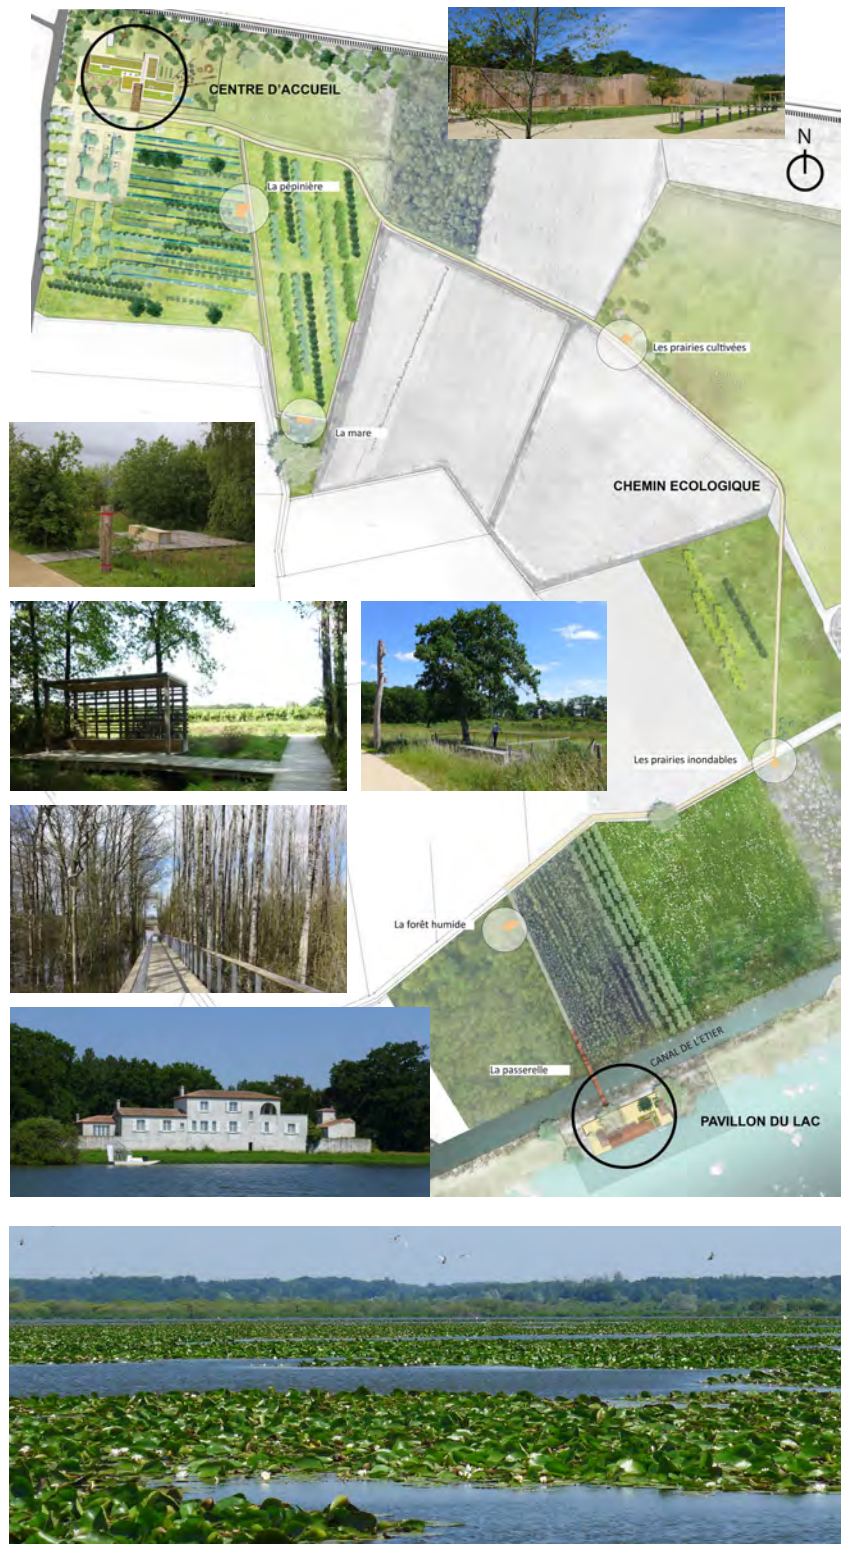 CENTRE D'ACCUEIL
N
La pépinière
Les prairies cultivées
La mare
CHEMIN ECOLOGIQUE
Les prairies inondables
La forêt humide
CANAL DE L'ETIER
La passerelle
PAVILLON DU LAC